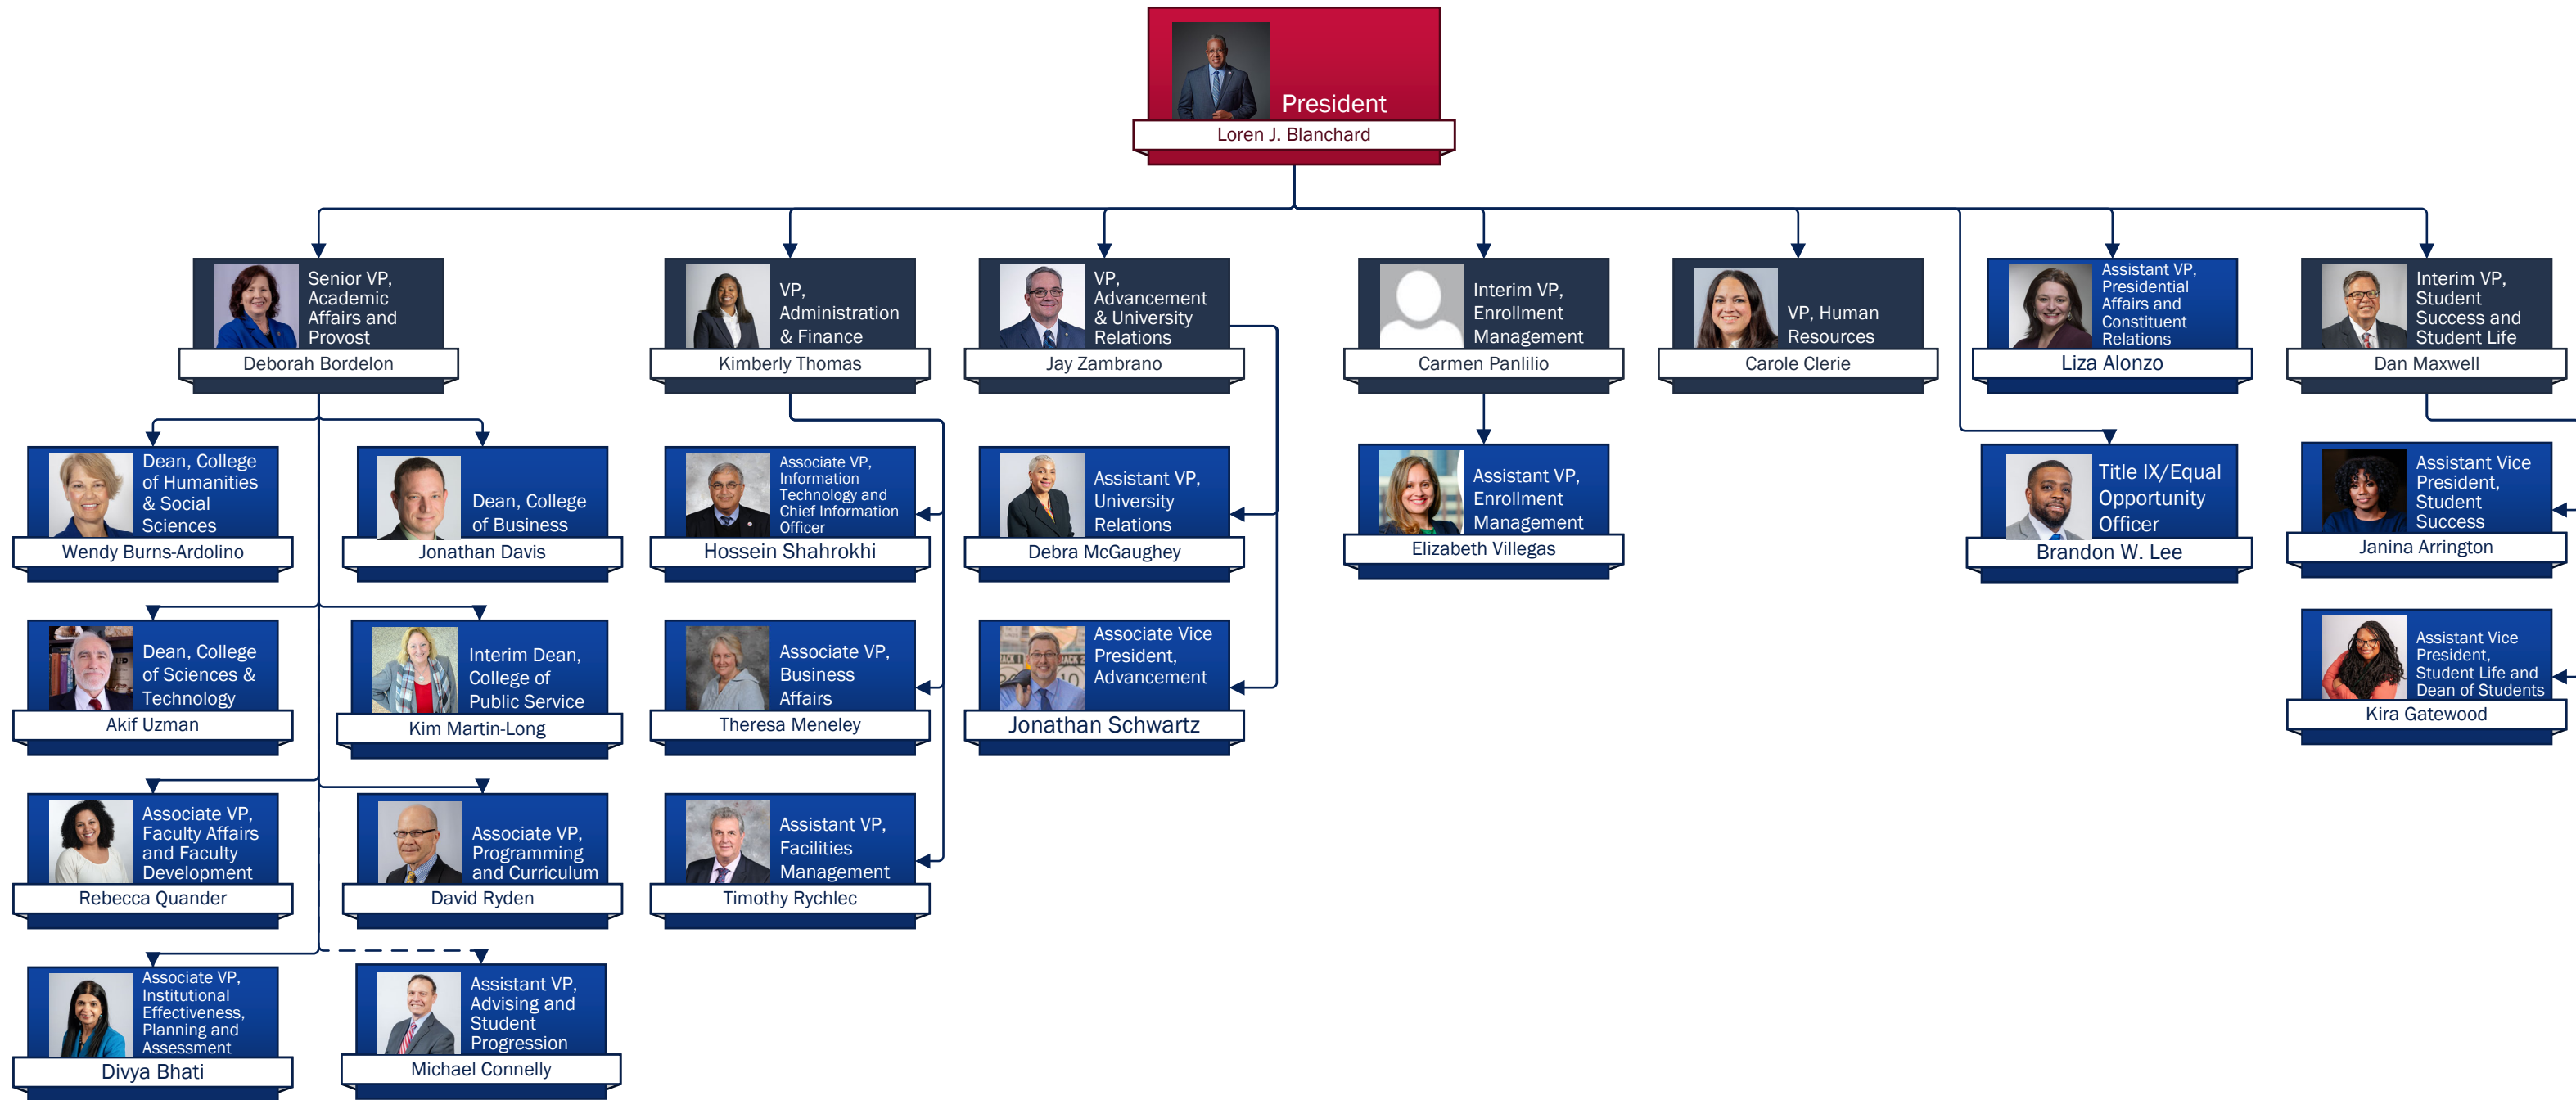 President
Loren J. Blanchard
Senior VP,
Academic
Affairs and
Provost
Deborah Bordelon
VP,
Administration
& Finance
Kimberly Thomas
VP,
Advancement
& University
Relations
Jay Zambrano
Interim VP,
Enrollment
Management
Carmen Panlilio
VP, Human
Resources
Carole Clerie
Assistant VP,
Presidential
Affairs and
Constituent
Relations
Liza Alonzo
Interim VP,
Student
Success and
Student Life
Dan Maxwell
Dean, College
of Humanities
& Social
Sciences
Wendy Burns-Ardolino
Dean, College
of Business
Jonathan Davis
Associate VP,
Information
Technology and
Chief Information
Officer
Hossein Shahrokhi
Assistant VP,
University
Relations
Debra McGaughey
Assistant VP,
Enrollment
Management
Elizabeth Villegas
Title IX/Equal
Opportunity
Officer
Brandon W. Lee
Assistant Vice
President,
Student
Success
Janina Arrington
Dean, College
of Sciences &
Technology
Akif Uzman
Interim Dean,
College of
Public Service
Kim Martin-Long
Associate VP,
Business
Affairs
Theresa Meneley
Associate Vice
President,
Advancement
Jonathan Schwartz
Assistant Vice
President,
Student Life and
Dean of Students
Kira Gatewood
Associate VP,
Faculty Affairs
and Faculty
Development
Rebecca Quander
Associate VP,
Programming
and Curriculum
David Ryden
Assistant VP,
Facilities
Management
Timothy Rychlec
Associate VP,
Institutional
Effectiveness,
Planning and
Assessment
Divya Bhati
Assistant VP,
Advising and
Student
Progression
Michael Connelly